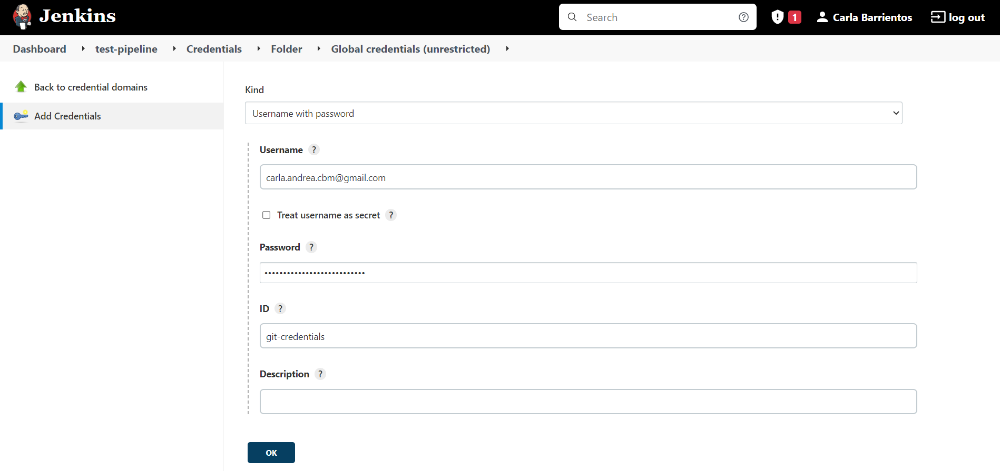 Jenkins
Search
1
Carla Barrientos
log out
Dashboard test-pipeline Credentials Folder Global credentials (unrestricted)
Back to credential domains
Add Credentials
Kind
Username with password
Username ?
carla.andrea.cbm@gmail.com
Treat username as secret ?
Password ?
•••••••••••••••••••••••••••
ID ?
git-credentials
Description ?
OK